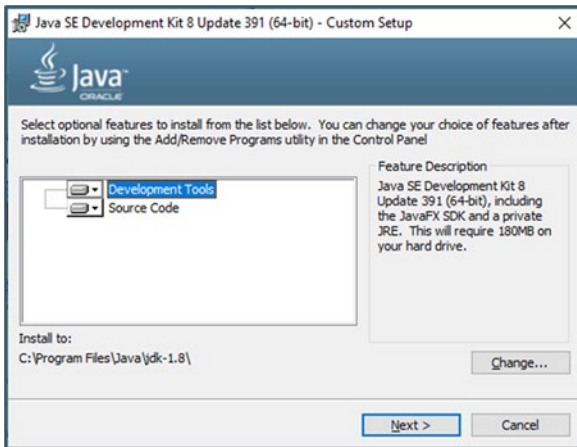 Java SE Development Kit 8 Update 391 (64-bit) - Custom Setup
Java
ORACLE
Select optional features to install from the list below. You can change your choice of features after
installation by using the Add/Remove Programs utility in the Control Panel
Development Tools
Source Code
Feature Description
Java SE Development Kit 8
Update 391 (64-bit), including
the JavaFX SDK and a private
JRE. This will require 180MB on
your hard drive.
Install to:
C:\Program Files\Java\jdk-1.8\
Change...
Next >
Cancel